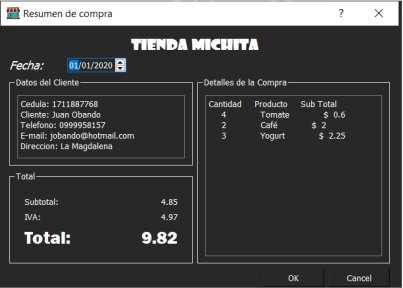 Resumen de compra
TIENDA MICHITA
Fecha: 01/01/2020
Datos del Cliente
Cedula: 1711887768
Cliente: Juan Obando
Telefono: 0999958157
E-mail: jobando@hotmail.com
Direccion: La Magdalena
Total
Subtotal: 4.85
IVA: 4.97
Total: 9.82
Detalles de la Compra
Cantidad Producto Sub Total
4 Tomate $ 0.6
2 Café $ 2
3 Yogurt $ 2.25
OK Cancel